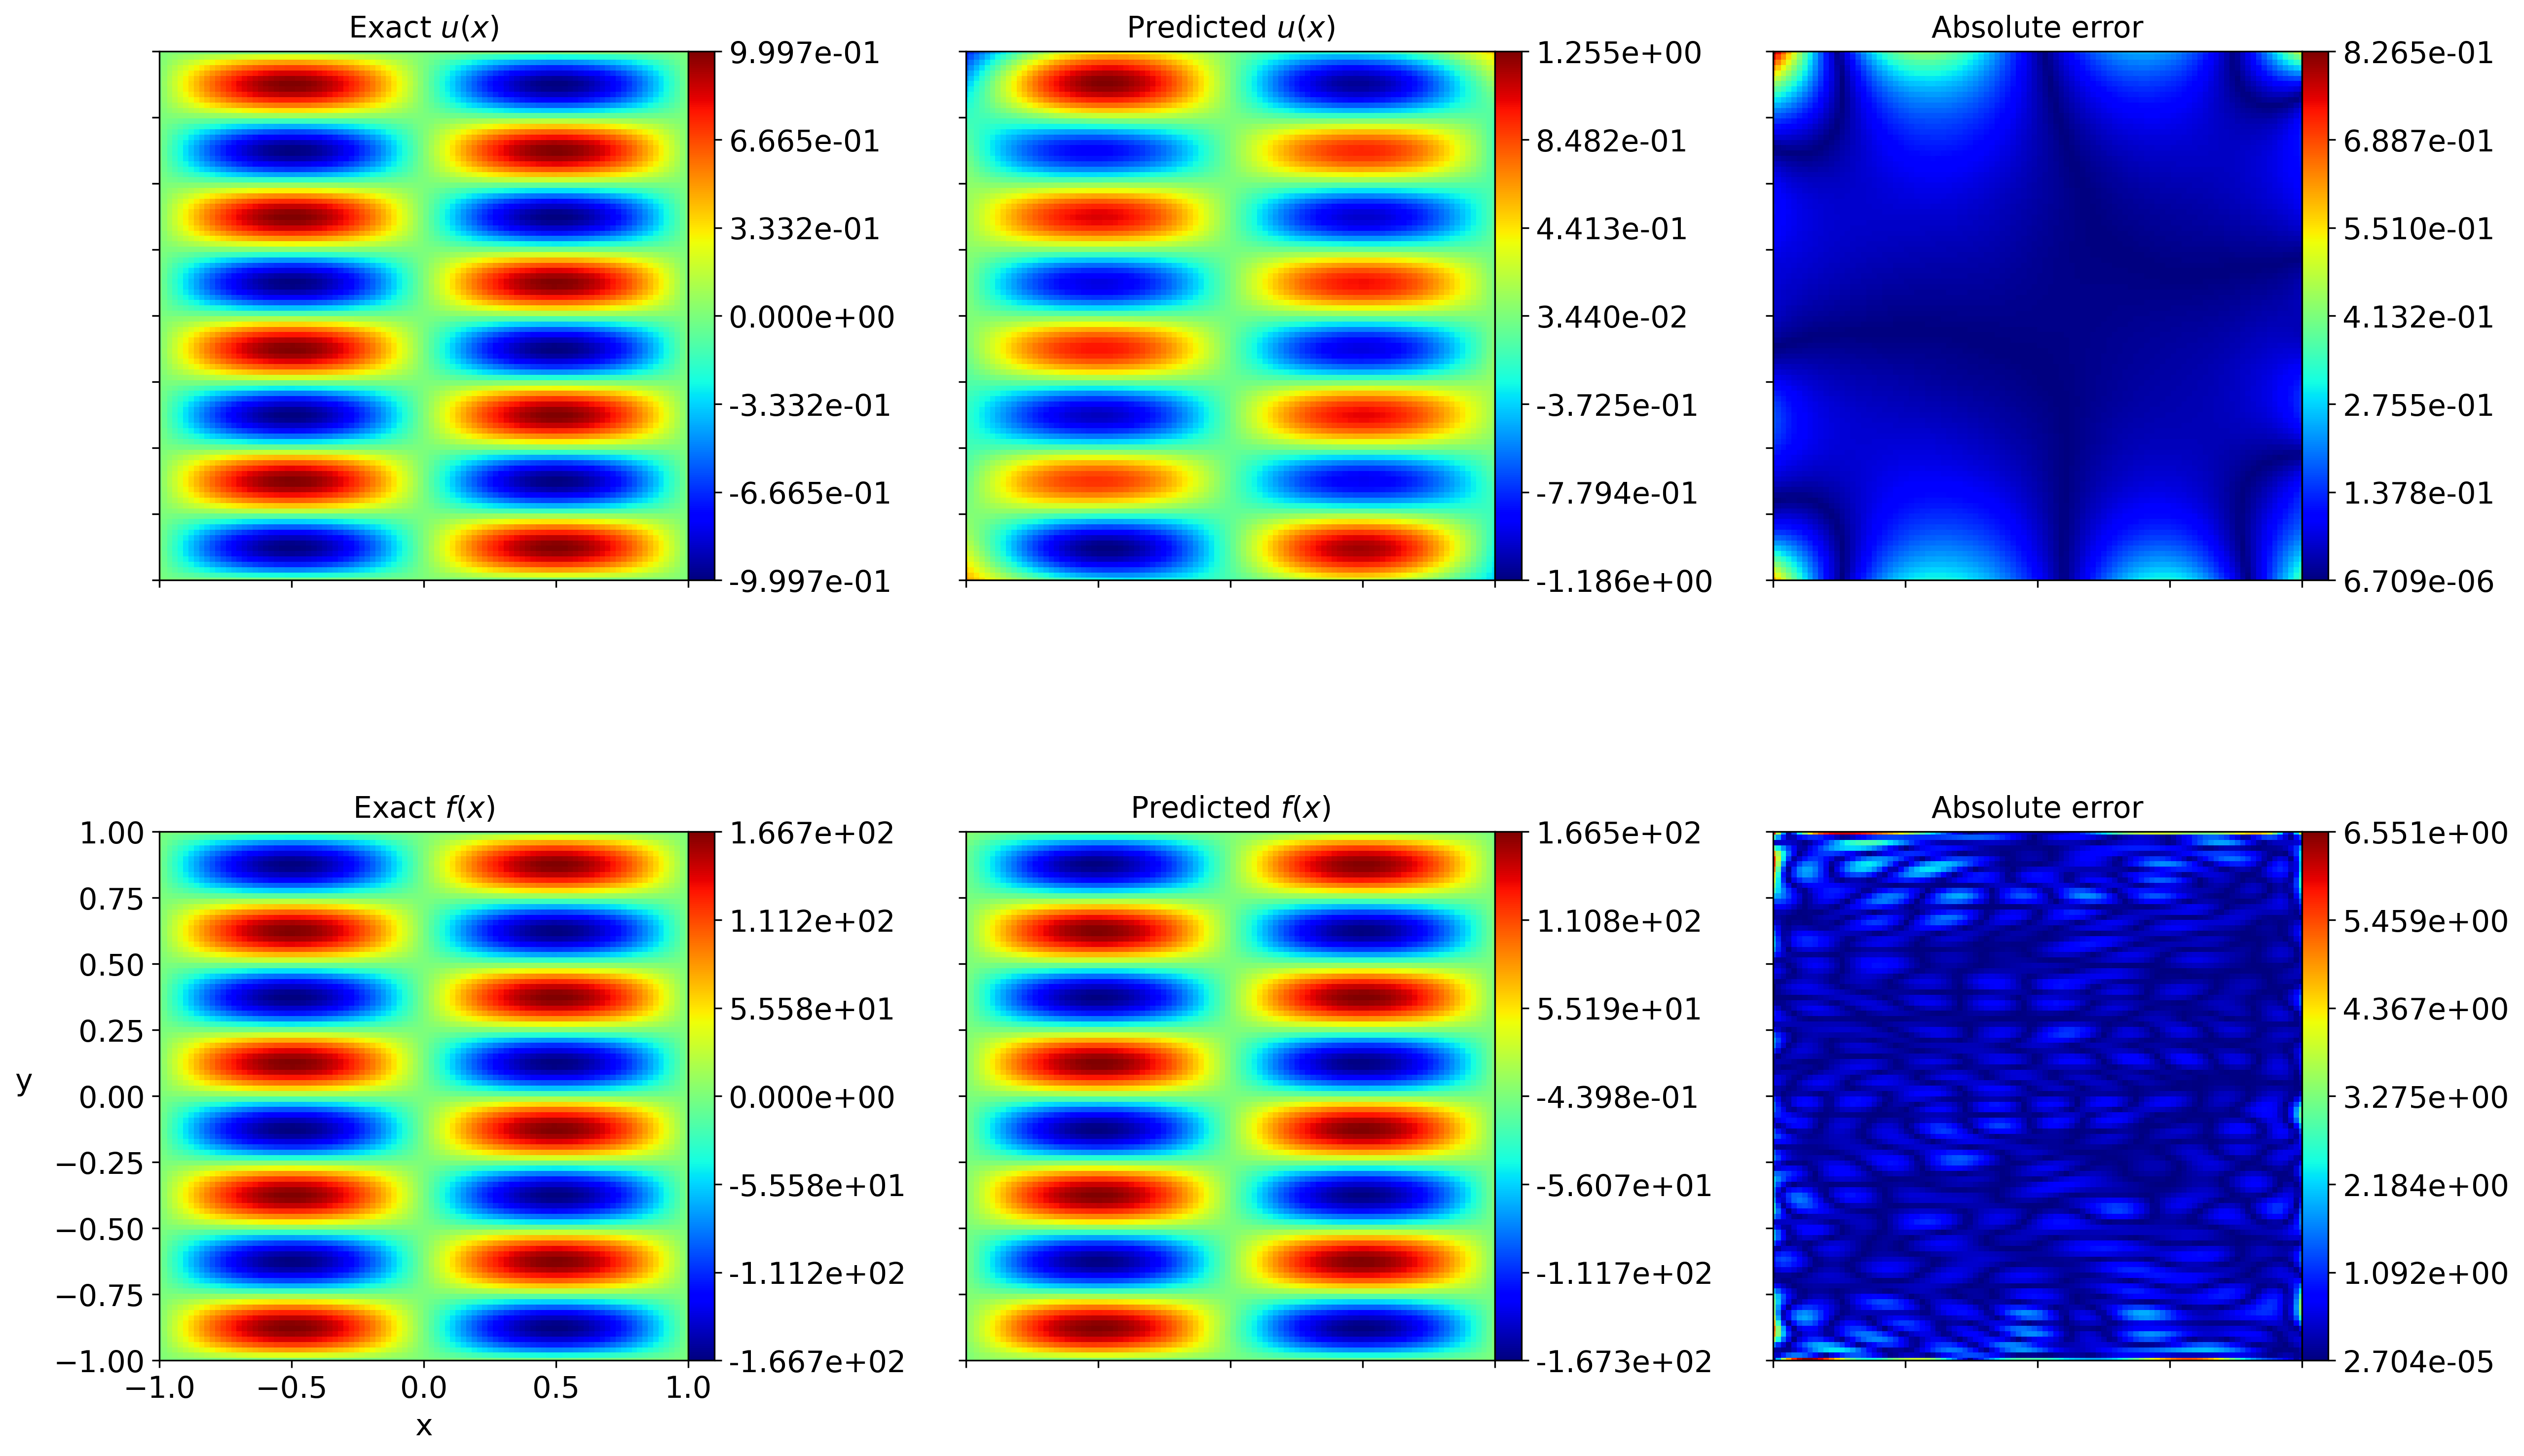 Exact u(x)
9.997e-01
6.665e-01
3.332e-01
0.000e+00
-3.332e-01
-6.665e-01
-9.997e-01
Predicted u(x)
1.255e+00
8.482e-01
4.413e-01
3.440e-02
-3.725e-01
-7.794e-01
-1.186e+00
Absolute error
8.265e-01
6.887e-01
5.510e-01
4.132e-01
2.755e-01
1.378e-01
6.709e-06
Exact f(x)
1.00
0.75
0.50
0.25
0.00
−0.25
−0.50
−0.75
−1.00
y
−1.0 −0.5 0.0 0.5 1.0
x
1.667e+02
1.112e+02
5.558e+01
0.000e+00
-5.558e+01
-1.112e+02
-1.667e+02
Predicted f(x)
1.665e+02
1.108e+02
5.519e+01
-4.398e-01
-5.607e+01
-1.117e+02
-1.673e+02
Absolute error
6.551e+00
5.459e+00
4.367e+00
3.275e+00
2.184e+00
1.092e+00
2.704e-05